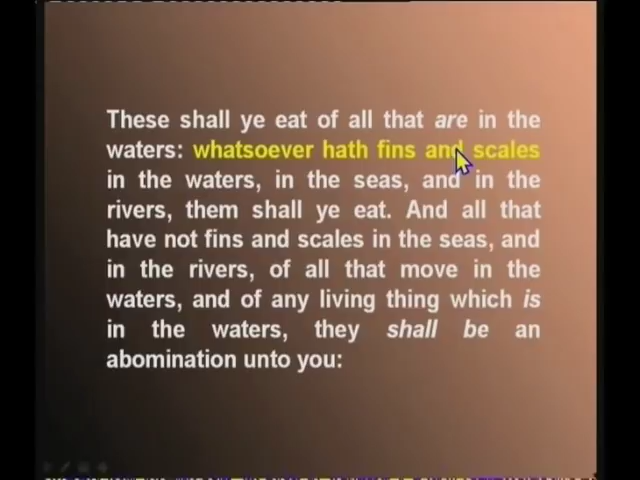 These shall ye eat of all that are in the
waters: whatsoever hath fins and scales
in the waters, in the seas, and in the
rivers, them shall ye eat. And all that
have not fins and scales in the seas, and
in the rivers, of all that move in the
waters, and of any living thing which is
in the waters, they shall be an
abomination unto you: